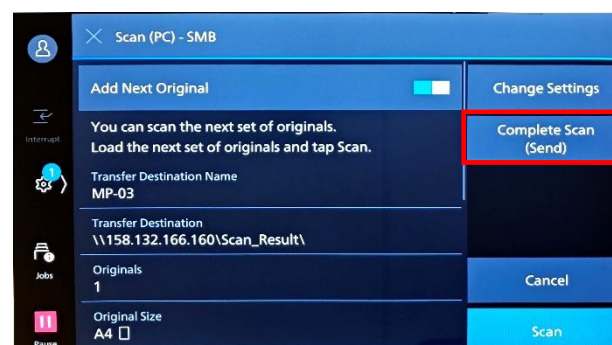 Scan (PC) - SMB
Add Next Original
Change Settings
You can scan the next set of originals.
Load the next set of originals and tap Scan.
Complete Scan
(Send)
Interrupt
Transfer Destination Name
MP-03
1
Transfer Destination
\\158.132.166.160\Scan_Result\
Jobs
Originals
1
Cancel
Original Size
A4
Scan
Pause